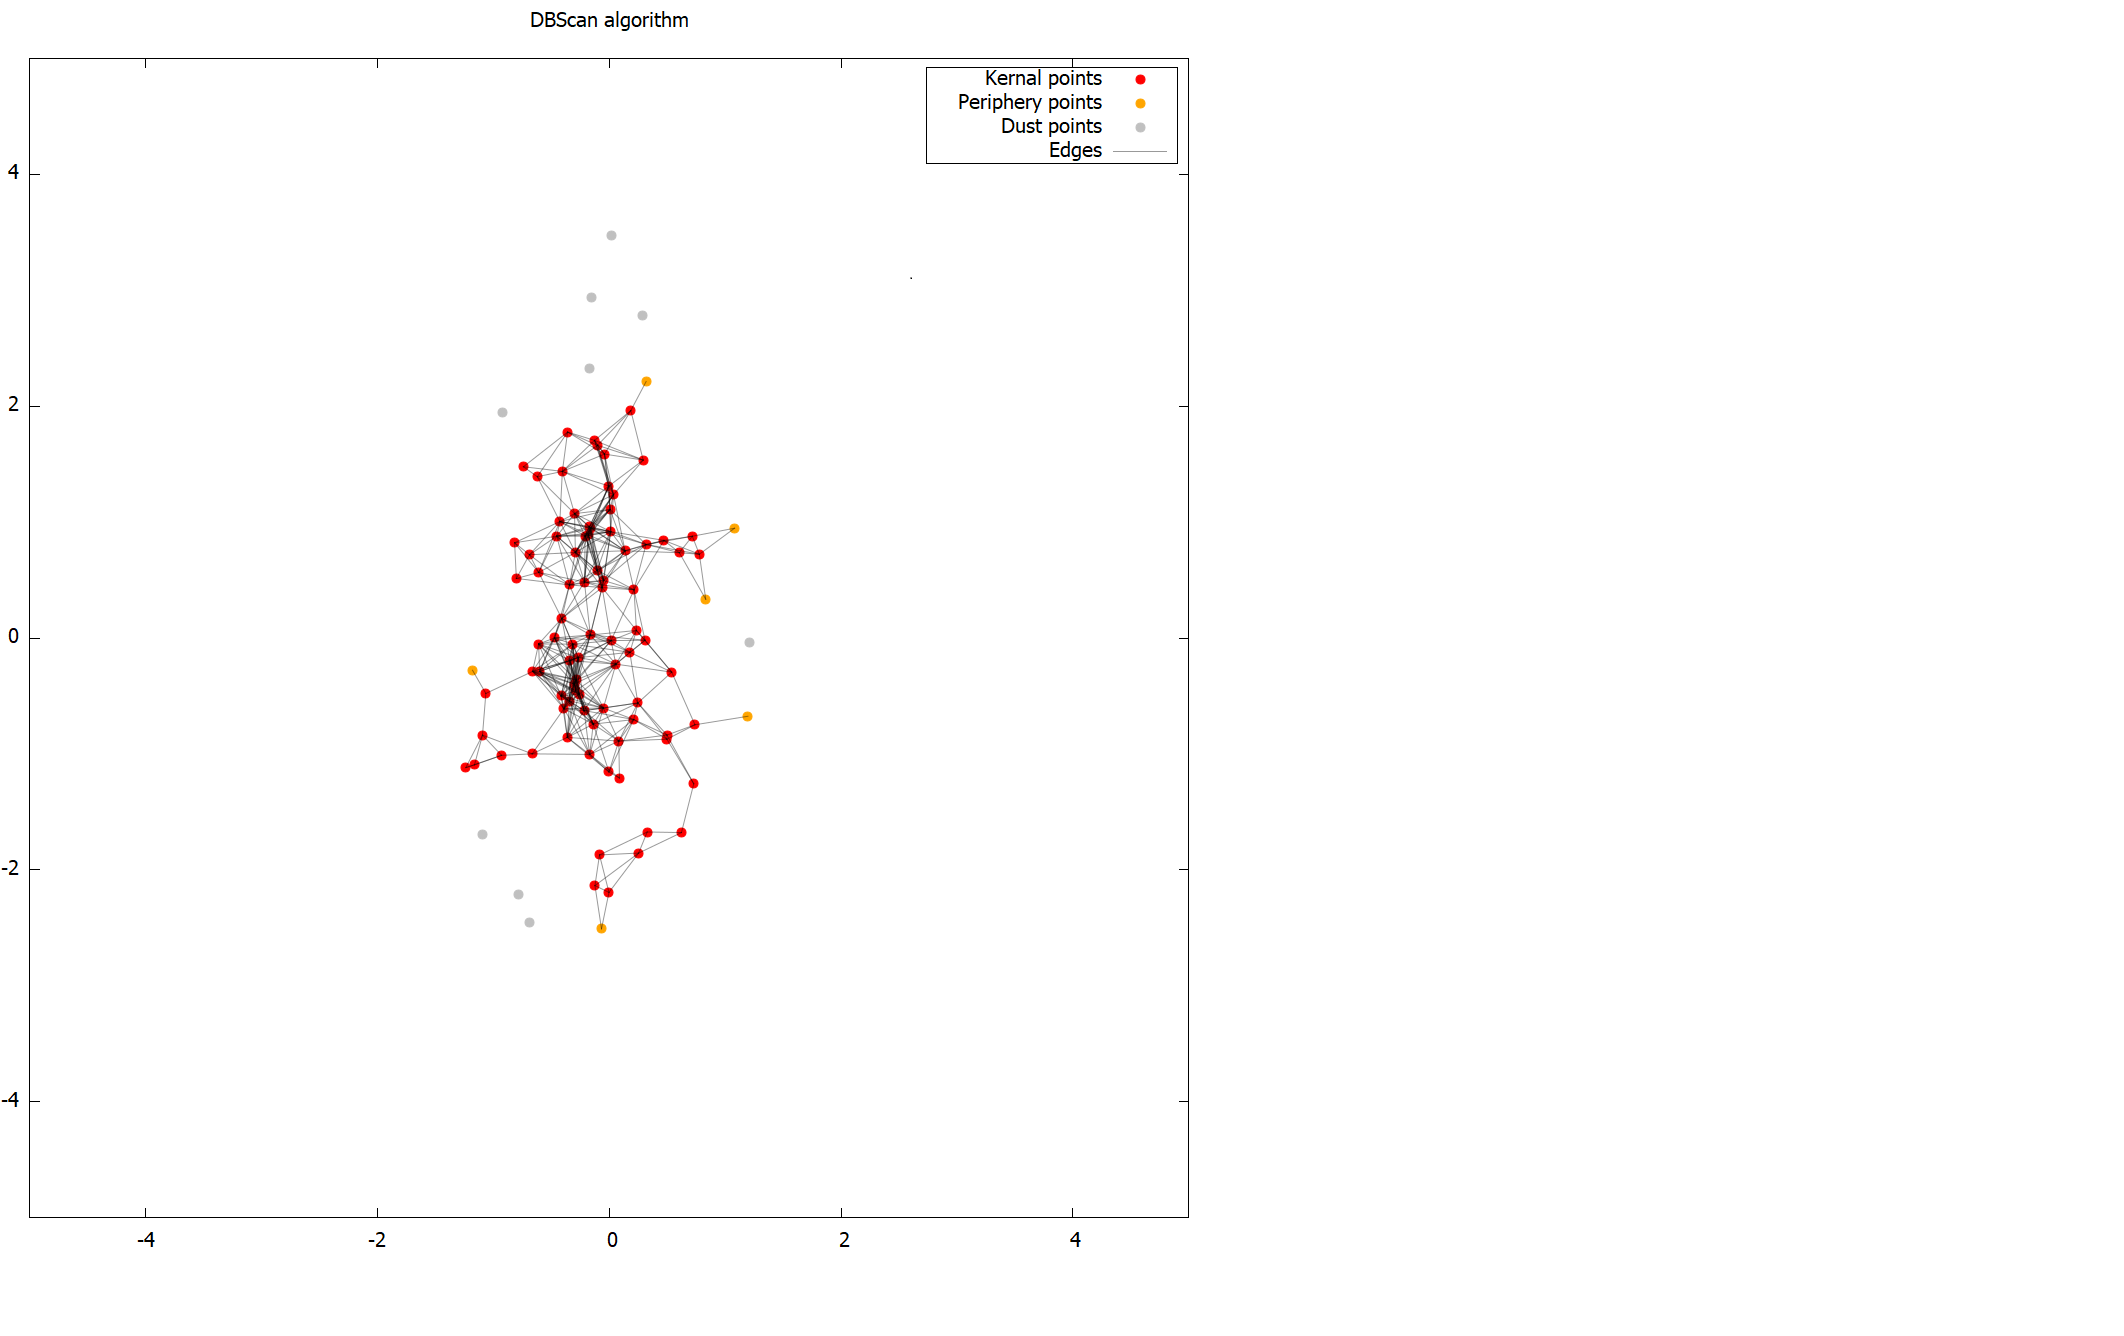 DBScan algorithm
Kernal points
Periphery points
Dust points
Edges
4
2
0
-2
-4
-4 -2 0 2 4